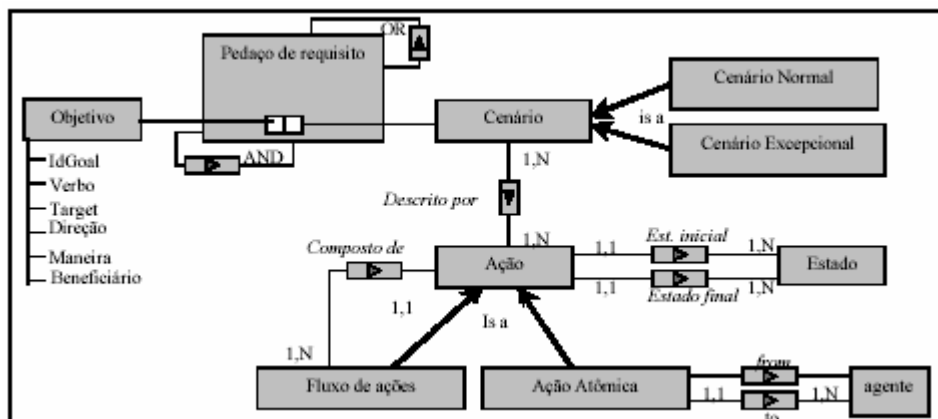 OR
Pedaço de requisito
Cenário Normal
Objetivo
Cenário
is a
Cenário Excepcional
AND
IdGoal
Verbo
Target
Direção
Maneira
Beneficiário
1,N
Descrito por
1,N
Composto de
Ação
1,1
Est. inicial
1,N
Estado
1,1
Estado final
1,N
1,1
Is a
1,N
Fluxo de ações
Ação Atômica
from
agente
1,1
1,N
to